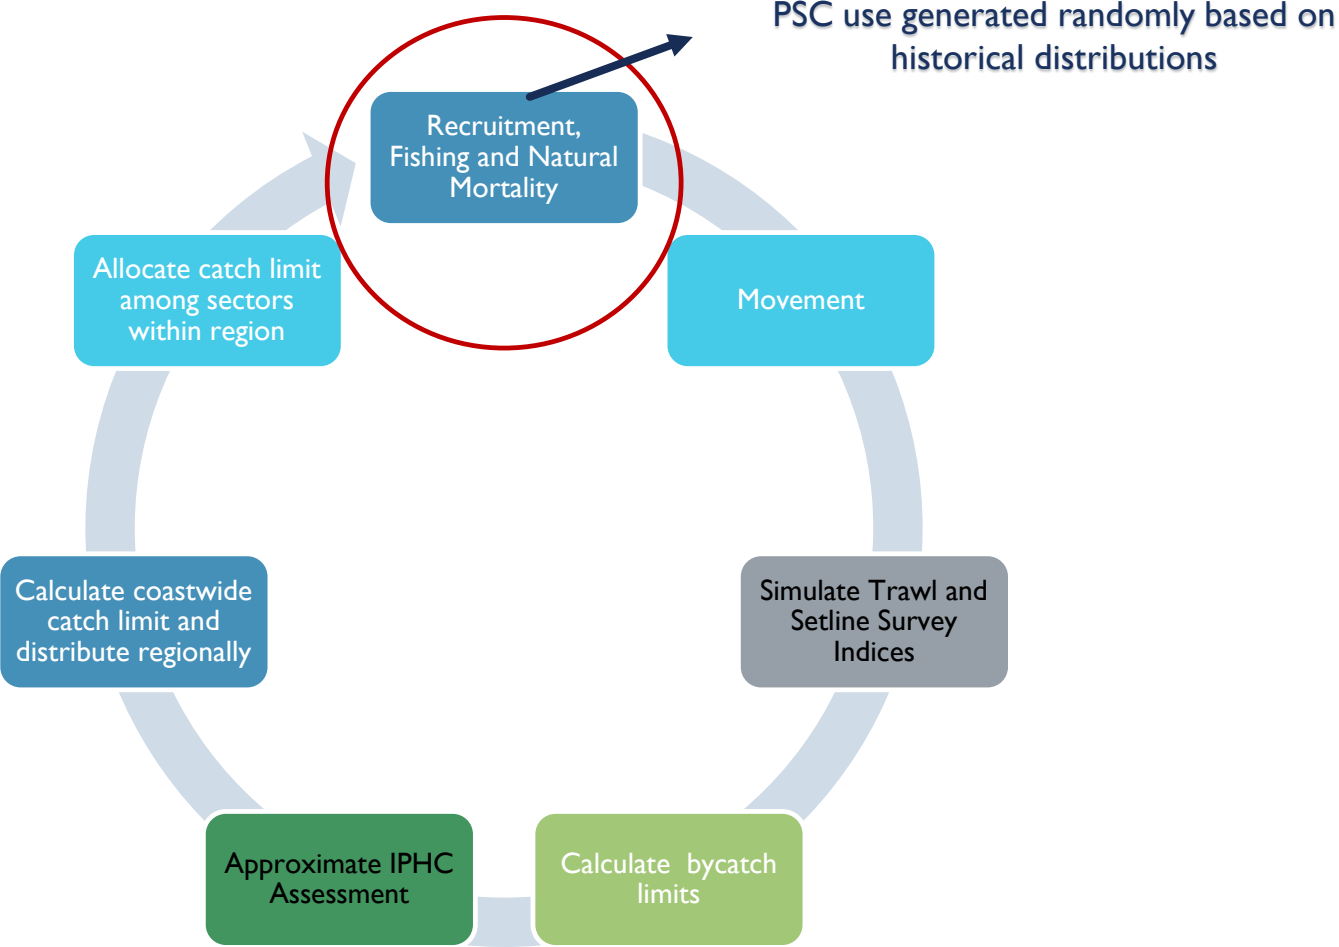 PSC use generated randomly based on
historical distributions
Recruitment,
Fishing and Natural
Mortality
Allocate catch limit
among sectors
within region
Movement
Calculate coastwide
catch limit and
distribute regionally
Simulate Trawl and
Setline Survey
Indices
Approximate IPHC
Assessment
Calculate bycatch
limits